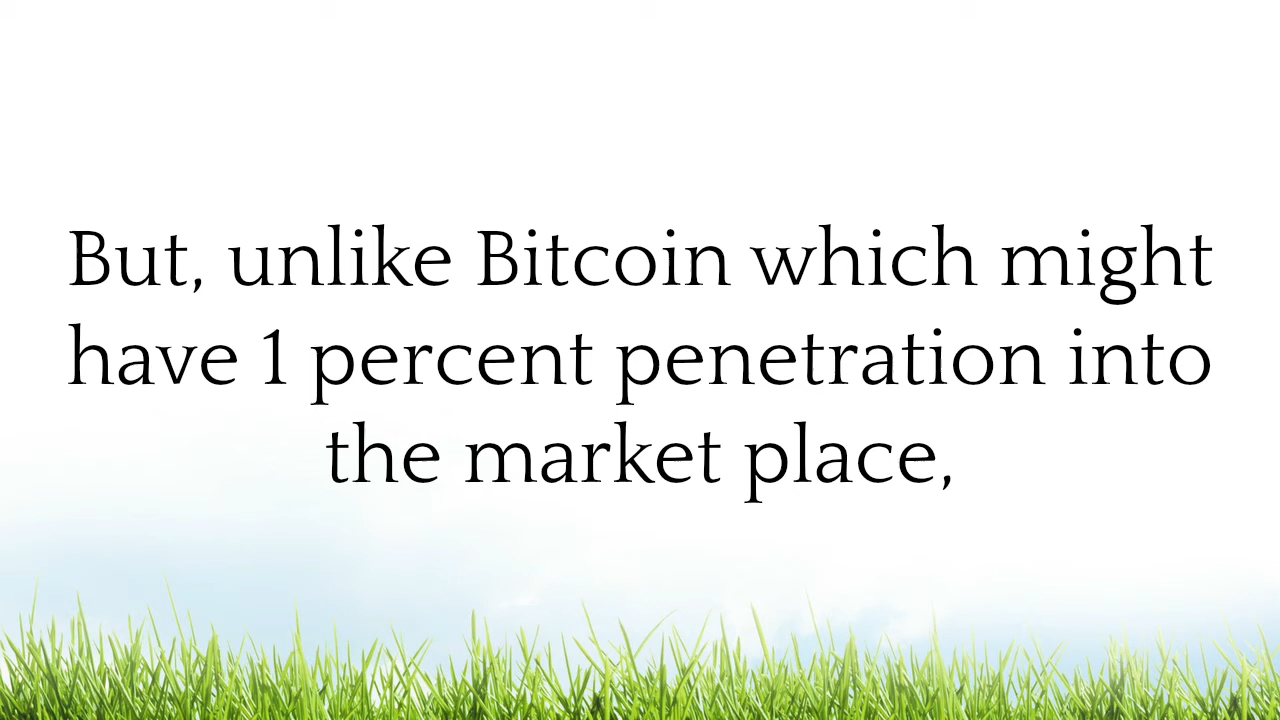 But, unlike Bitcoin which might
have 1 percent penetration into
the market place,